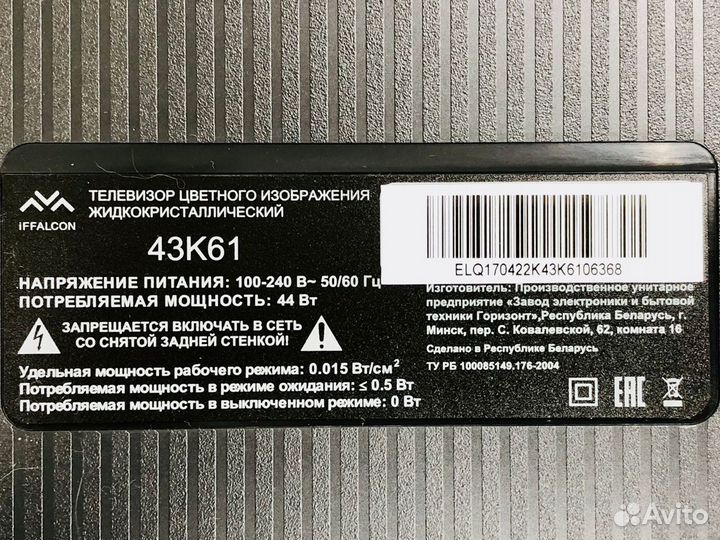 IFFALCON
ТЕЛЕВИЗОР ЦВЕТНОГО ИЗОБРАЖЕНИЯ
ЖИДКОКРИСТАЛЛИЧЕСКИЙ
43K61
НАПРЯЖЕНИЕ ПИТАНИЯ: 100-240 В~ 50/60 Гц
ПОТРЕБЛЯЕМАЯ МОЩНОСТЬ: 44 Вт
ЗАПРЕЩАЕТСЯ ВКЛЮЧАТЬ В СЕТЬ
СО СНЯТОЙ ЗАДНЕЙ СТЕНКОЙ!
Удельная мощность рабочего режима: 0.015 Вт/см²
Потребляемая мощность в режиме ожидания: ≤ 0.5 Вт
Потребляемая мощность в выключенном режиме: 0 Вт
ELQ170422K43K6106368
Изготовитель: Производственное унитарное
предприятие «Завод электроники и бытовой
техники Горизонт»,Республика Беларусь, г.
Минск, пер. С. Ковалевской, 62, комната 16
Сделано в Республике Беларусь
ТУ РБ 100085149.176-2004
EAC
Avito